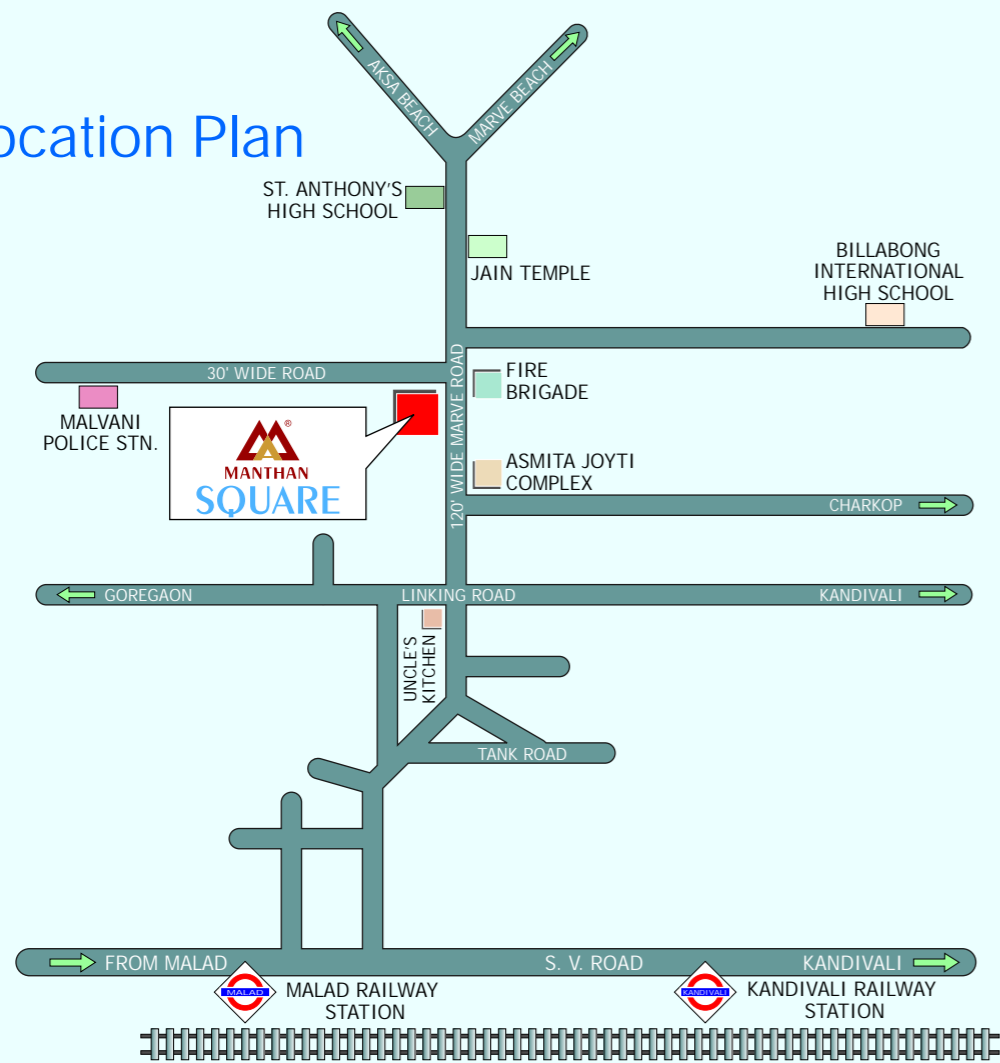 AKSA BEACH
MARVE BEACH
ocation Plan
ST. ANTHONY'S
HIGH SCHOOL
JAIN TEMPLE
BILLABONG
INTERNATIONAL
HIGH SCHOOL
30' WIDE ROAD
120' WIDE MARVE ROAD
FIRE
BRIGADE
MALVANI
POLICE STN.
®
MANTHAN
SQUARE
ASMITA JOYTI
COMPLEX
CHARKOP
GOREGAON
LINKING ROAD
KANDIVALI
UNCLE'S
KITCHEN
TANK ROAD
FROM MALAD
S. V. ROAD
KANDIVALI
MALAD
MALAD RAILWAY
STATION
KANDIVALI
KANDIVALI RAILWAY
STATION